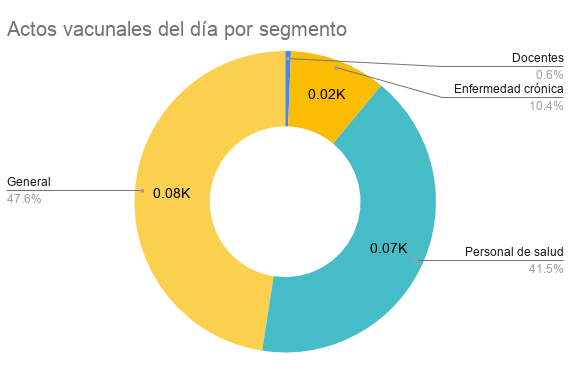 Actos vacunales del día por segmento
Docentes
0.6%
Enfermedad crónica
10.4%
0.02K
General
47.6%
0.08K
0.07K
Personal de salud
41.5%